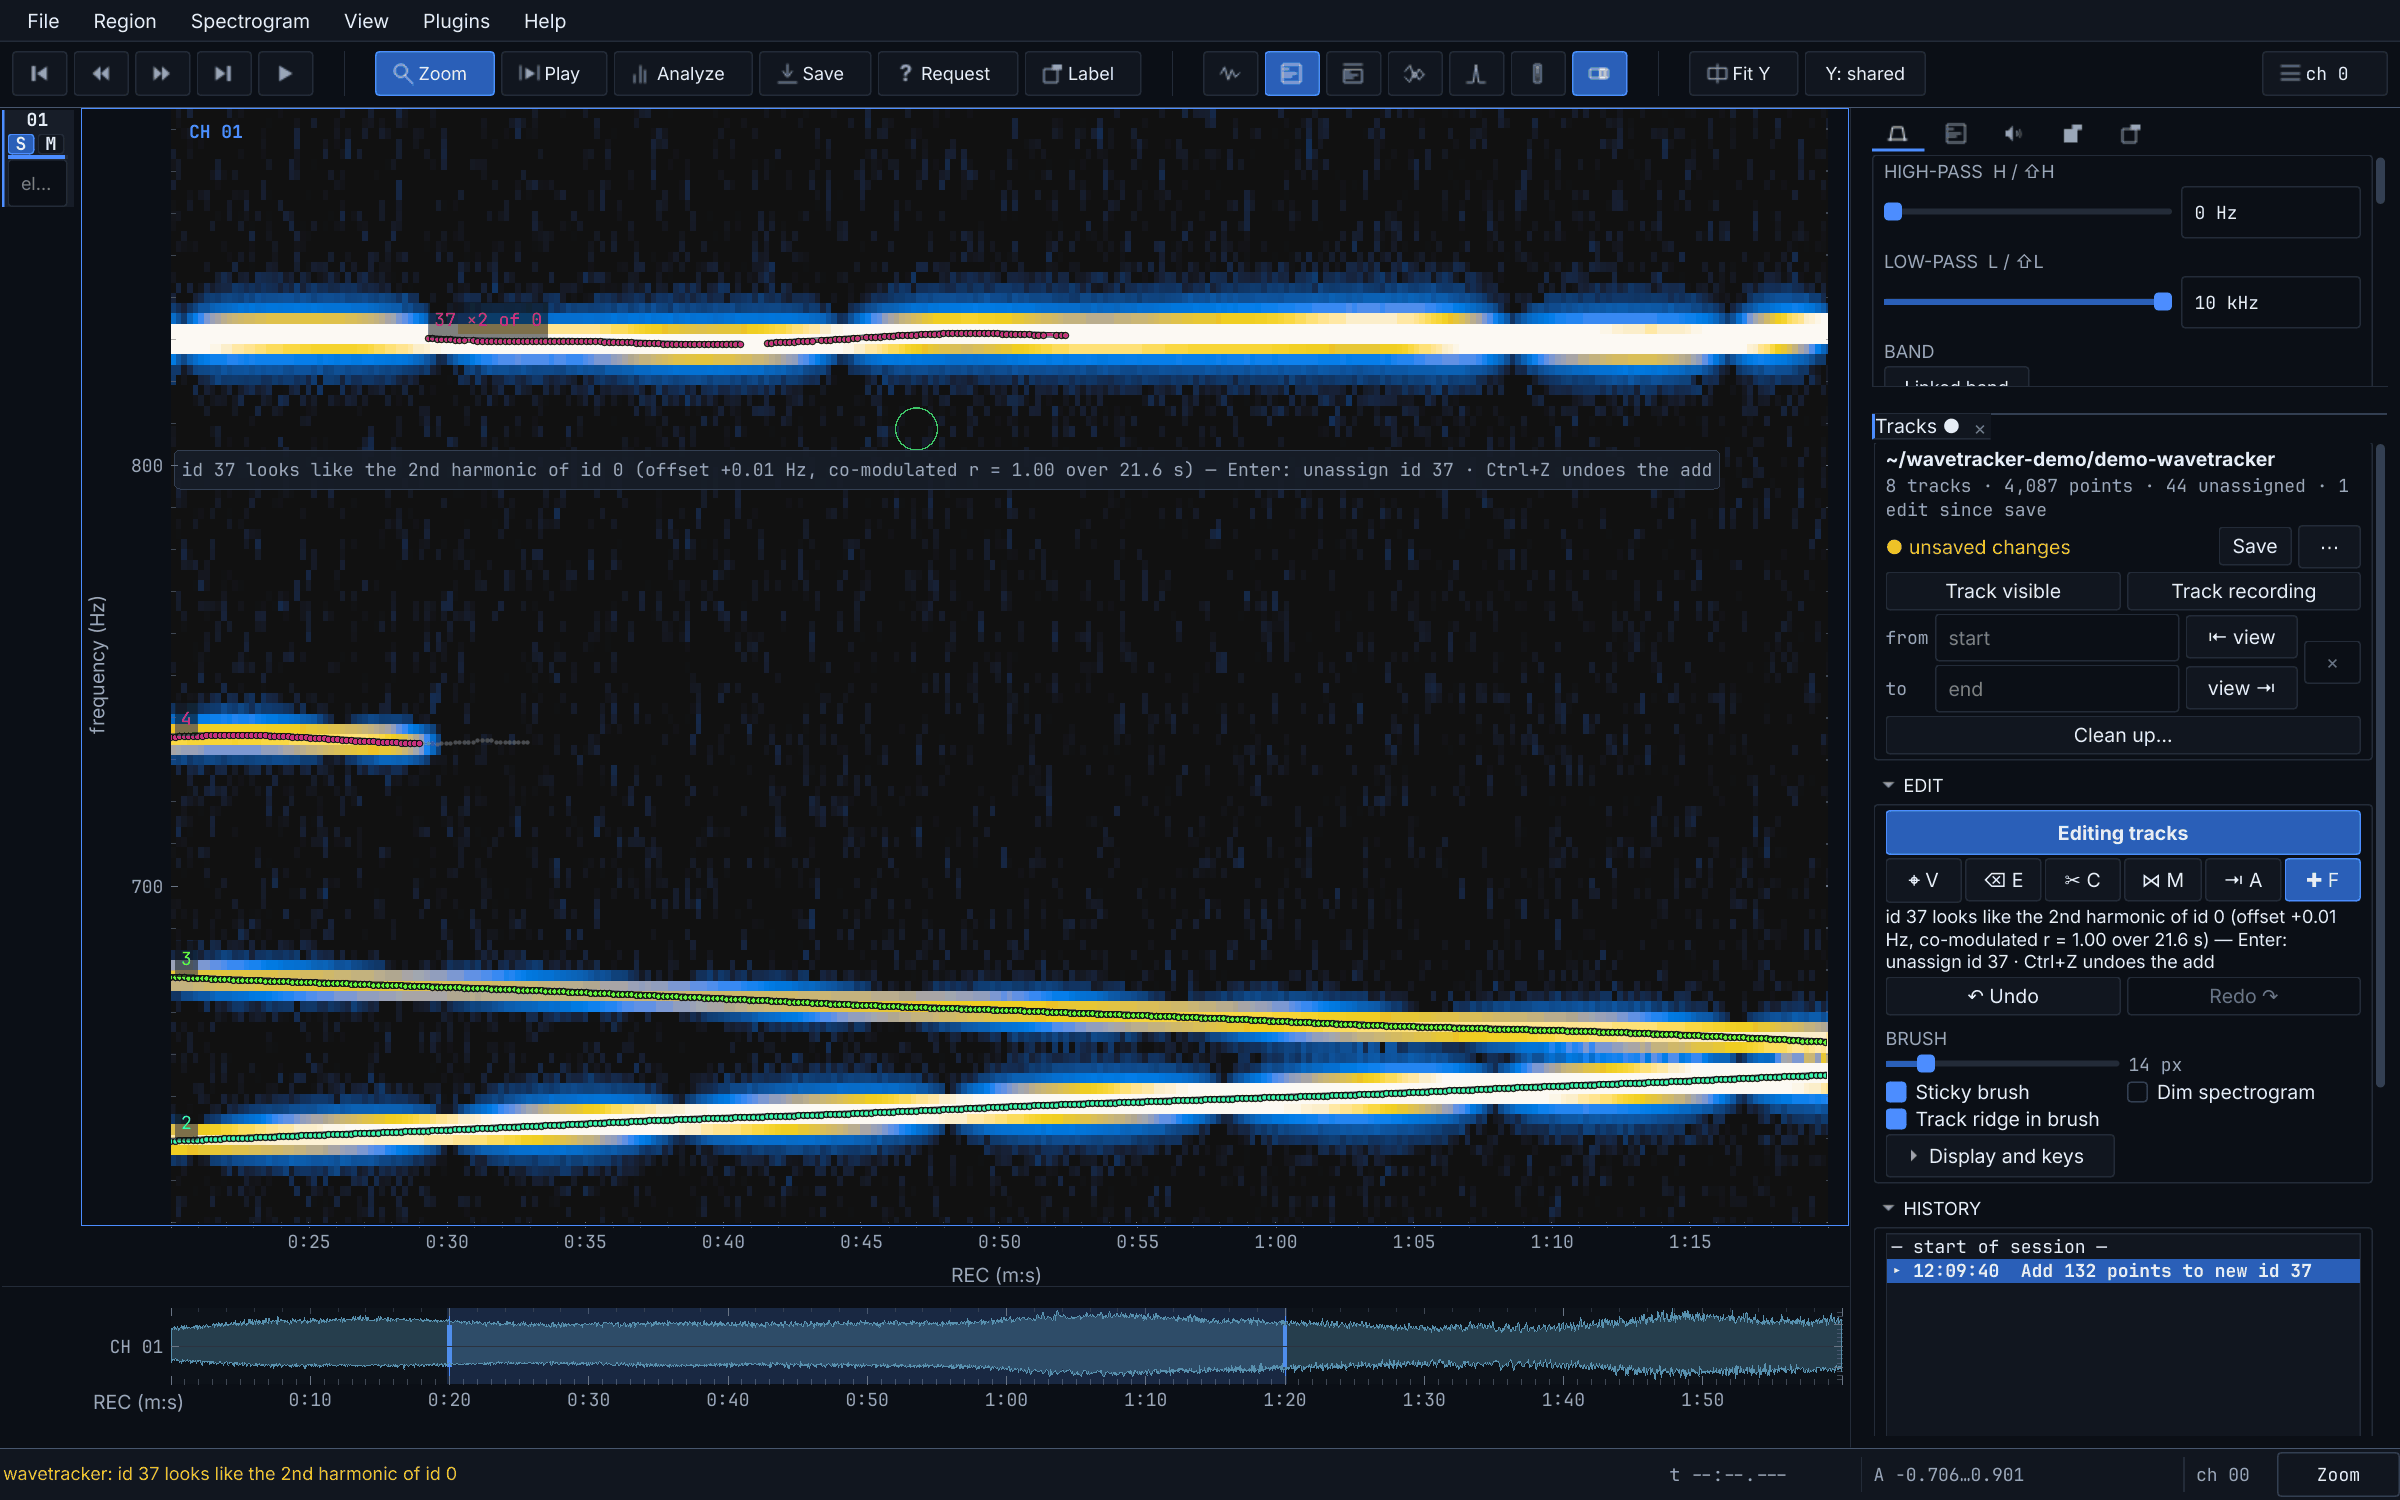 File Region Spectrogram View Plugins Help
Zoom Play Analyze Save ? Request Label Fit Y Y: shared ch 0
01
S M
el...
CH 01
37 ×2 of 0
800
id 37 looks like the 2nd harmonic of id 0 (offset +0.01 Hz, co-modulated r = 1.00 over 21.6 s) — Enter: unassign id 37 · Ctrl+Z undoes the add
frequency (Hz)
4
700
3
2
0:25 0:30 0:35 0:40 0:45 0:50 0:55 1:00 1:05 1:10 1:15
REC (m:s)
CH 01
REC (m:s) 0:10 0:20 0:30 0:40 0:50 1:00 1:10 1:20 1:30 1:40 1:50
HIGH-PASS H / ⇧H
0 Hz
LOW-PASS L / ⇧L
10 kHz
BAND
Linked band
Tracks ×
~/wavetracker-demo/demo-wavetracker
8 tracks · 4,087 points · 44 unassigned · 1
edit since save
unsaved changes Save ...
Track visible Track recording
from start ⇤ view
×
to end view ⇥
Clean up...
EDIT
Editing tracks
⌖ V ⌫ E ✂ C ⋈ M ⇥ A ✚ F
id 37 looks like the 2nd harmonic of id 0 (offset +0.01
Hz, co-modulated r = 1.00 over 21.6 s) — Enter:
unassign id 37 · Ctrl+Z undoes the add
↶ Undo Redo ↷
BRUSH
14 px
Sticky brush Dim spectrogram
Track ridge in brush
Display and keys
HISTORY
— start of session —
▸ 12:09:40 Add 132 points to new id 37
wavetracker: id 37 looks like the 2nd harmonic of id 0
t --:--.--- A -0.706…0.901 ch 00 Zoom